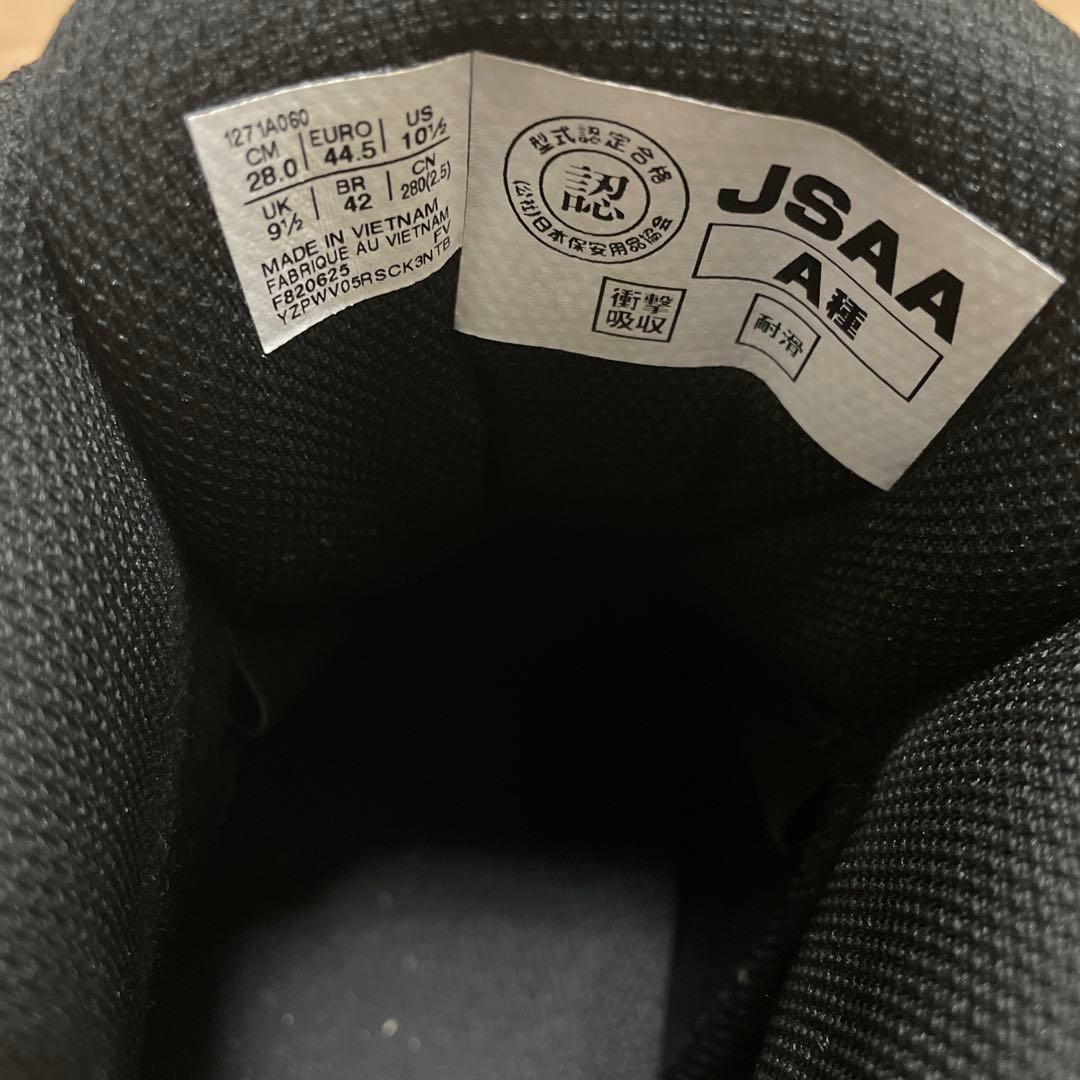 1271A060
CM EURO US
28.0 44.5 10½
UK BR CN
9½ 42 280(2.5)
MADE IN VIETNAM
FABRIQUE AU VIETNAM
F820625 FV
YZPWV05RSCK3NTB
型式認定合格
認
(公社)日本保安用品協会
JSAA
A種
衝撃
吸収
耐滑